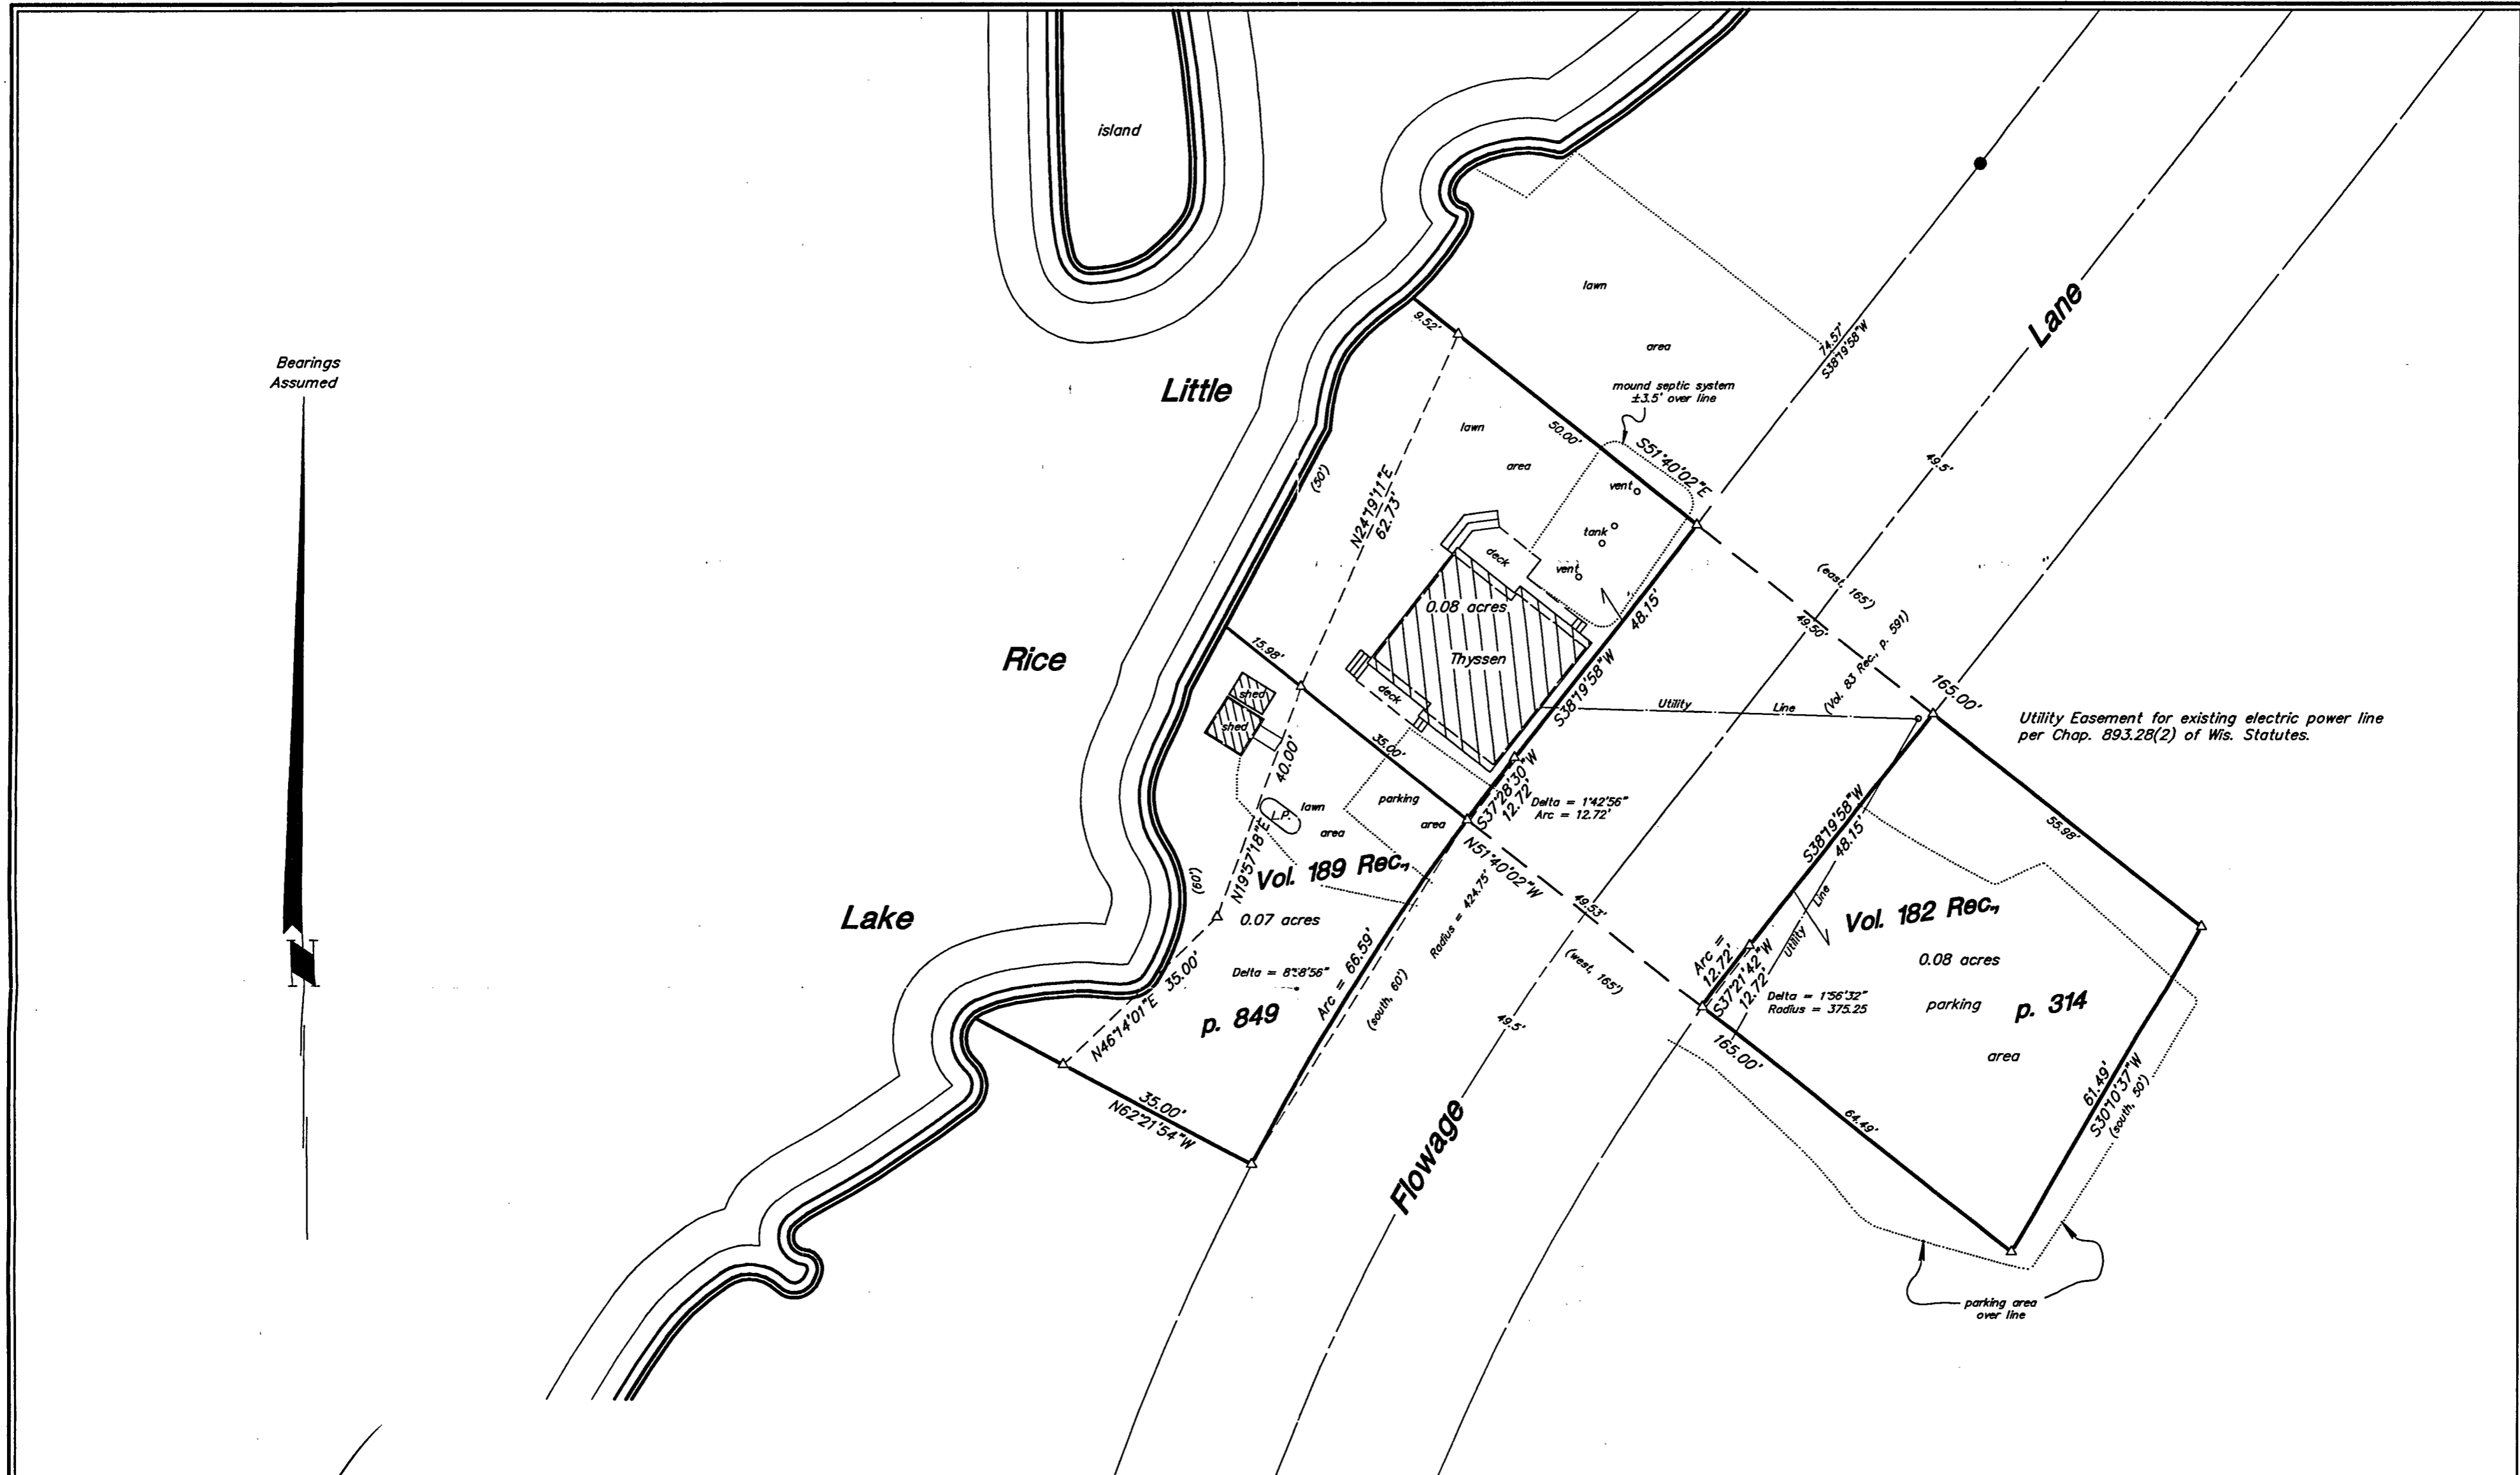 island
Bearings
Assumed
Little
Rice
Lake
lawn
area
74.57'
S38°19'58"W
Lane
49.5'
9.52'
mound septic system
±3.5' over line
lawn
area
50.00'
S51°40'02"E
(50')
N24°19'11"E
62.73'
vent
tank
vent
deck
0.08 acres
Thyssen
deck
48.15'
S38°19'58"W
(east, 165')
49.50'
(Vol. 83 Rec., p. 591)
165.00'
Utility Line
Utility Easement for existing electric power line
per Chap. 893.28(2) of Wis. Statutes.
15.98'
shed
shed
35.00'
40.00'
N19°57'18"E
L.P.
lawn
area
parking
area
S37°28'30"W
12.72'
Delta = 1°42'56"
Arc = 12.72'
N51°40'02"W
Radius = 424.75'
49.53'
(west, 165')
Vol. 189 Rec.,
0.07 acres
p. 849
(60')
Arc = 66.59'
(south, 60')
N46°14'01"E 35.00'
35.00'
N62°21'54"W
49.5'
Flowage
N
55.98'
S38°19'58"W
48.15'
Utility Line
Vol. 182 Rec.,
0.08 acres
parking
area
p. 314
Arc =
12.72'
S37°21'42"W
12.72'
Delta = 1°56'32"
Radius = 375.25
165.00'
64.49'
61.49'
S30°10'37"W
(south, 50')
parking area
over line